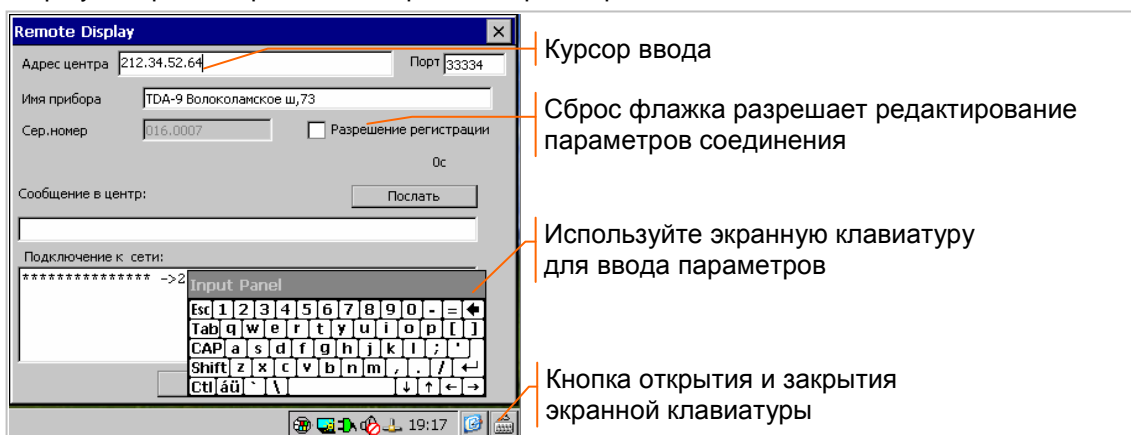 Remote Display
Адрес центра 212.34.52.64 Порт 33334
Курсор ввода
Имя прибора TDA-9 Волоколамское ш,73
Сер.номер 016.0007 Разрешение регистрации
Сброс флажка разрешает редактирование
параметров соединения
0с
Сообщение в центр: Послать
Подключение к сети:
*************** ->2
Используйте экранную клавиатуру
для ввода параметров
Input Panel
Esc 1 2 3 4 5 6 7 8 9 0 - =
Tab q w e r t y u i o p [ ]
CAP a s d f g h j k l ; '
Shift z x c v b n m , . /
Ctl áü ` \ ↓ ↑ ← →
Кнопка открытия и закрытия
экранной клавиатуры
19:17